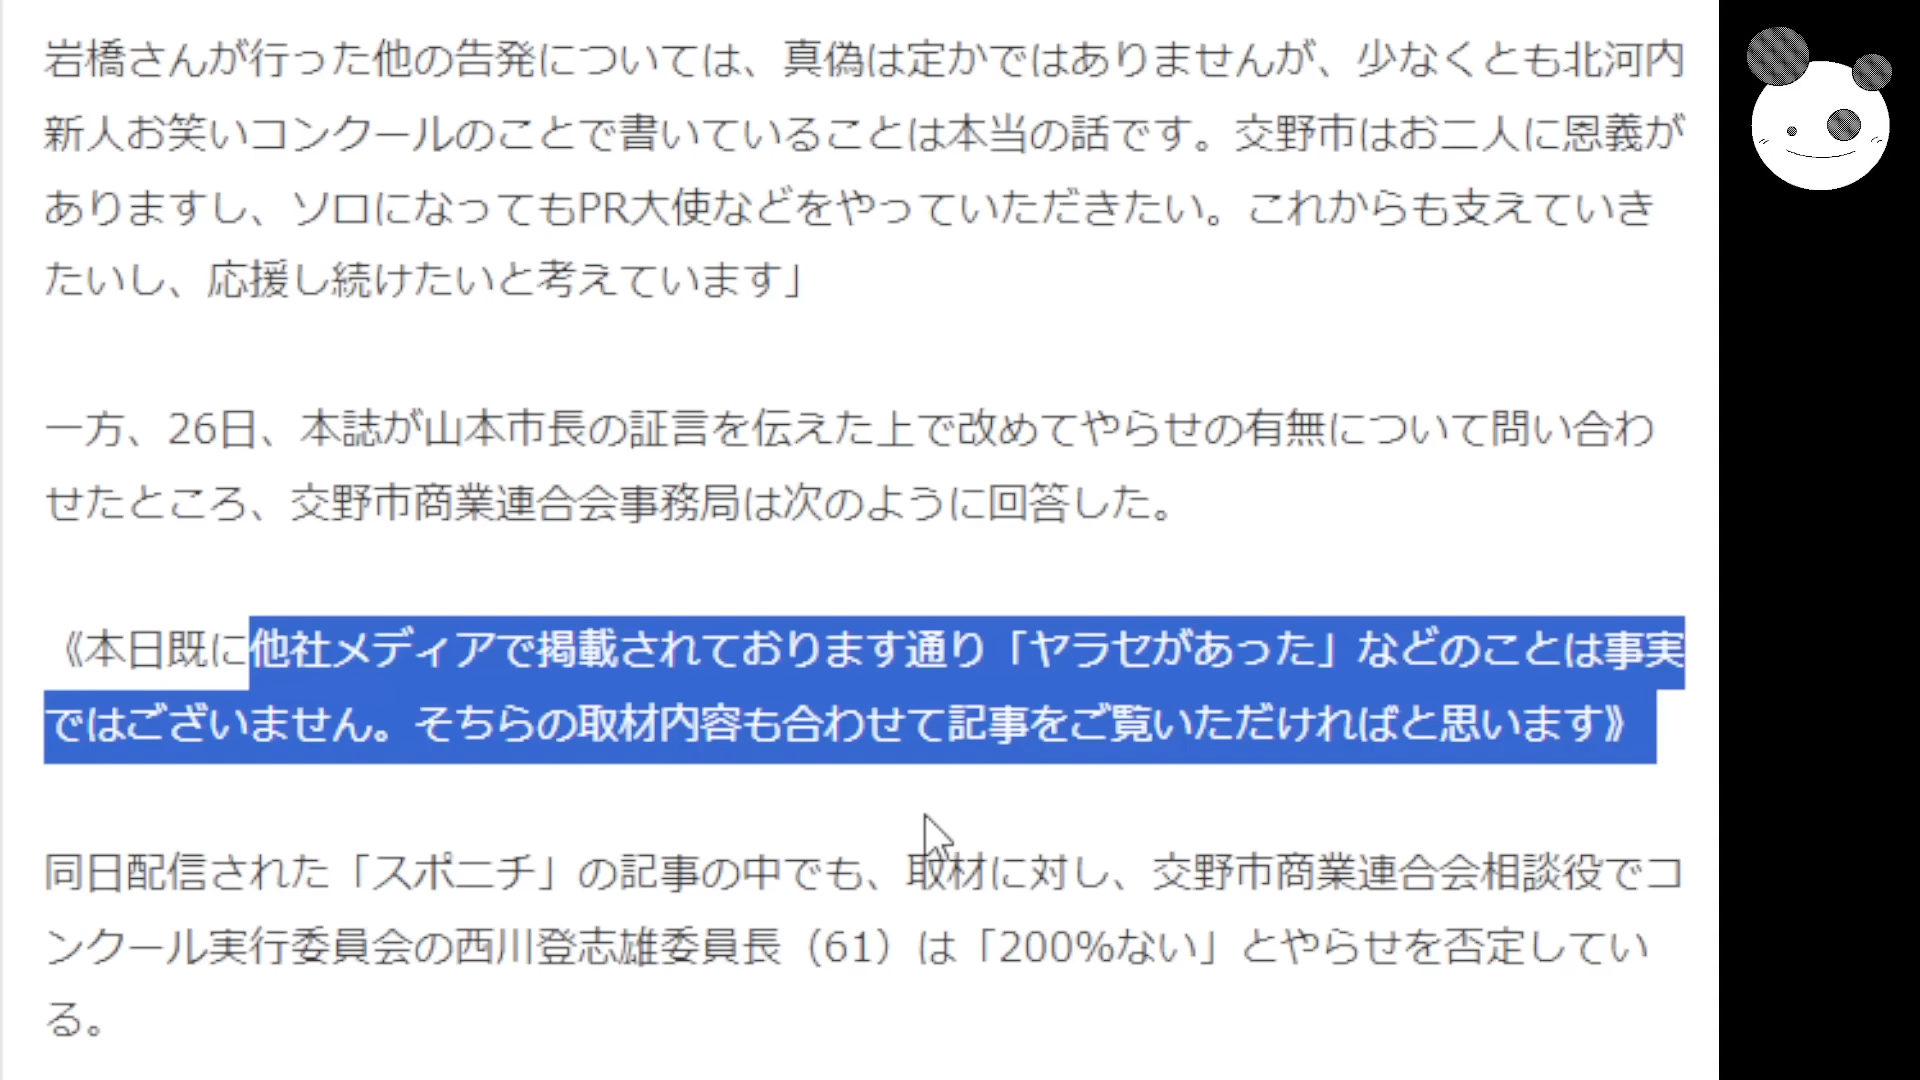 岩橋さんが行った他の告発については、真偽は定かではありませんが、少なくとも北河内
新人お笑いコンクールのことで書いていることは本当の話です。交野市はお二人に恩義が
ありますし、ソロになってもPR大使などをやっていただきたい。これからも支えていき
たいし、応援し続けたいと考えています」
一方、26日、本誌が山本市長の証言を伝えた上で改めてやらせの有無について問い合わ
せたところ、交野市商業連合会事務局は次のように回答した。
《本日既に他社メディアで掲載されております通り「ヤラセがあった」などのことは事実
ではございません。そちらの取材内容も合わせて記事をご覧いただければと思います》
同日配信された「スポニチ」の記事の中でも、取材に対し、交野市商業連合会相談役でコ
ンクール実行委員会の西川登志雄委員長（61）は「200%ない」とやらせを否定してい
る。